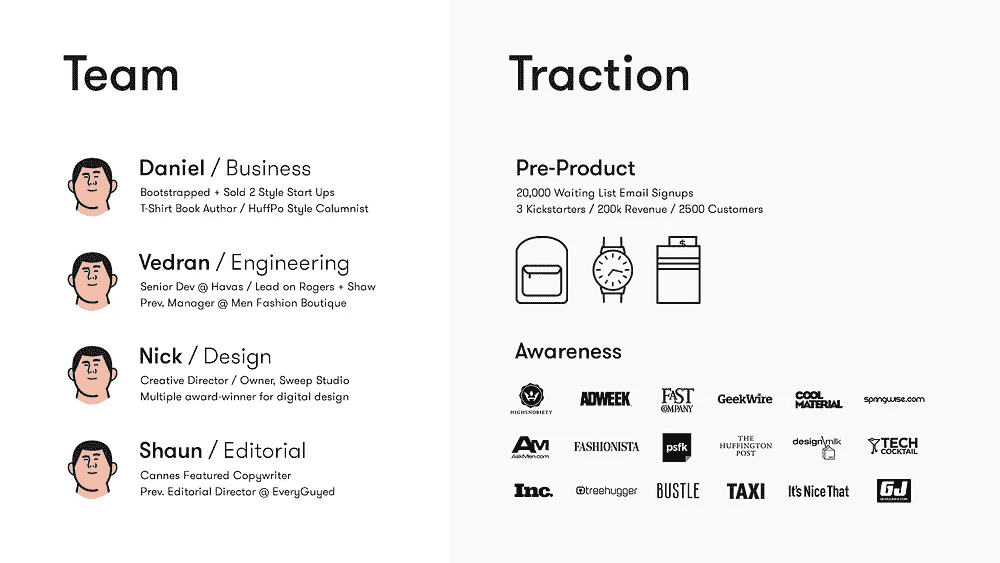 Team
Daniel / Business
Bootstrapped + Sold 2 Style Start Ups
T-Shirt Book Author / HuffPo Style Columnist
Vedran / Engineering
Senior Dev @ Havas / Lead on Rogers + Shaw
Prev. Manager @ Men Fashion Boutique
Nick / Design
Creative Director / Owner, Sweep Studio
Multiple award-winner for digital design
Shaun / Editorial
Cannes Featured Copywriter
Prev. Editorial Director @ EveryGuyed
Traction
Pre-Product
20,000 Waiting List Email Signups
3 Kickstarters / 200k Revenue / 2500 Customers
$
Awareness
HIGHSNOBIETY
ADWEEK
FAST COMPANY
GeekWire
COOL MATERIAL
springwise.com
AM
AskMen.com
FASHIONISTA
psfk
THE
HUFFINGTON
POST
design\milk
TECH
COCKTAIL
Inc.
treehugger
BUSTLE
TAXI
It's Nice That
GJ